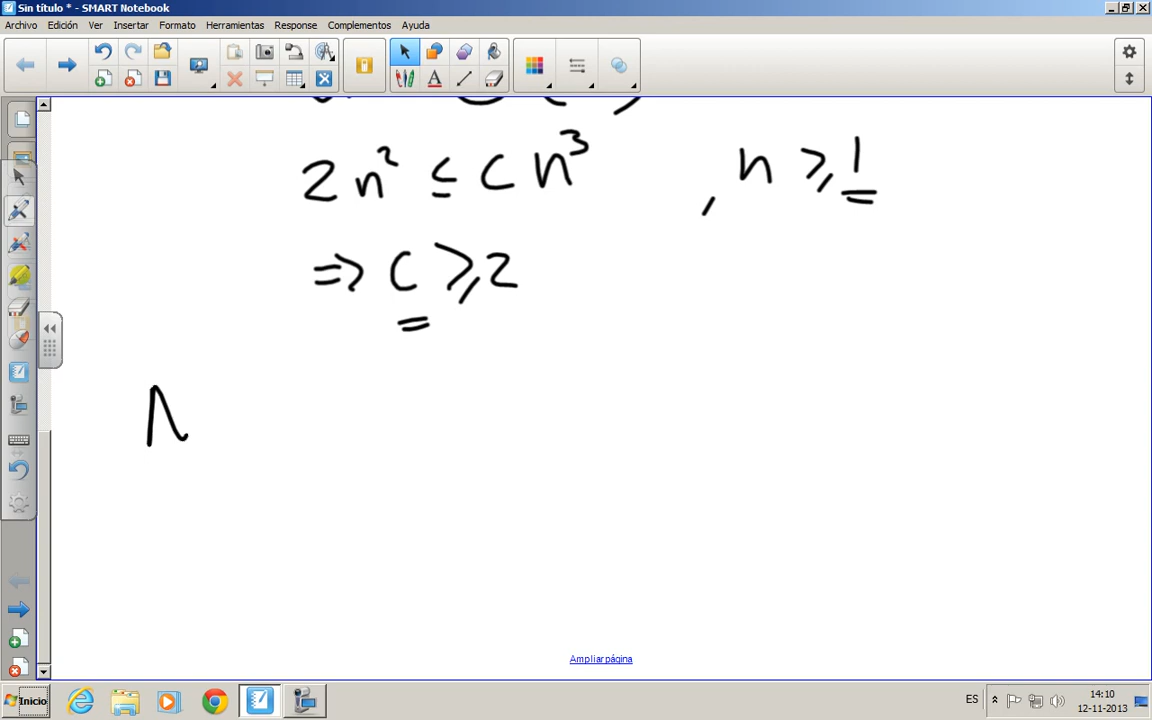 Sin título * - SMART Notebook
Archivo Edición Ver Insertar Formato Herramientas Response Complementos Ayuda
2n² ≤ c n³ , n ≥ 1
=> c ≥ 2
Ampliar página
Inicio
ES
14:10
12-11-2013